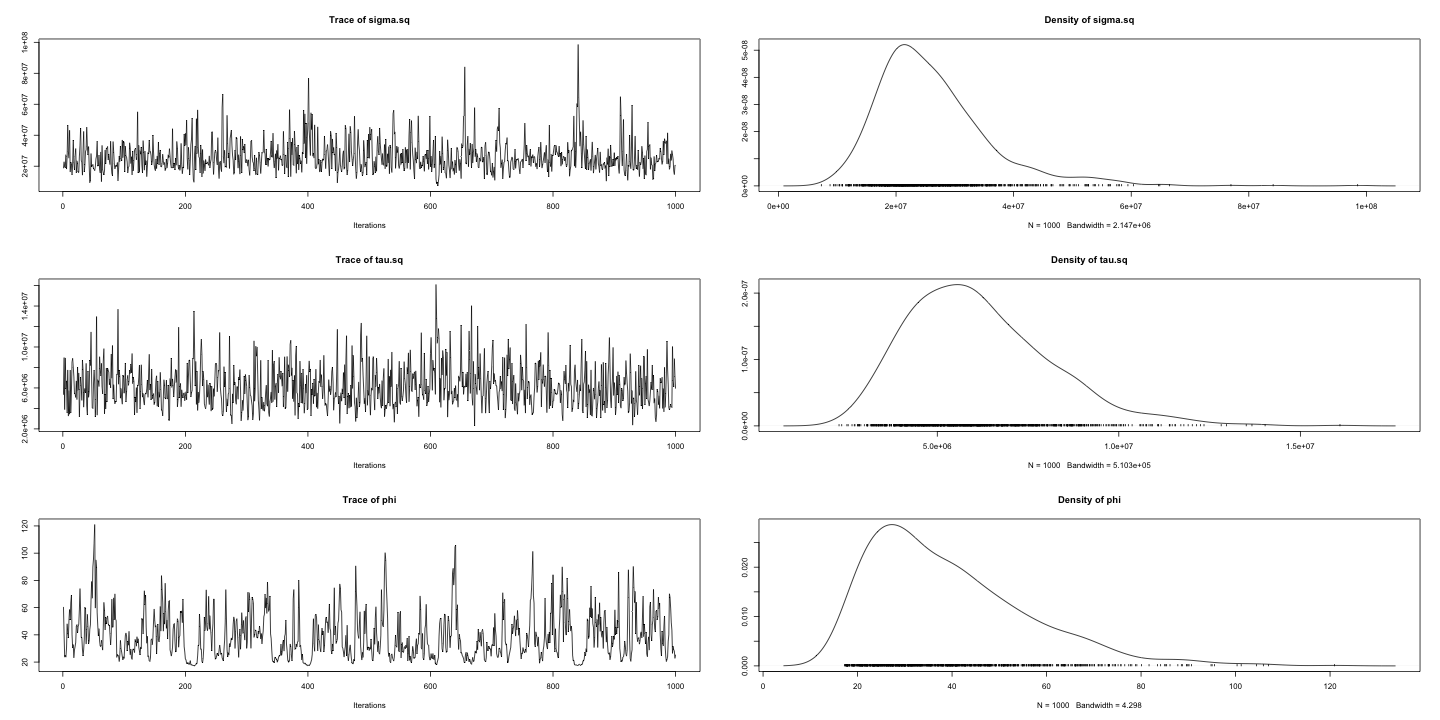 Trace of sigma.sq
2e+07 4e+07 6e+07 8e+07 1e+08
0 200 400 600 800 1000
Iterations
Density of sigma.sq
0e+00 2e-08 3e-08 4e-08 5e-08
0e+00 2e+07 4e+07 6e+07 8e+07 1e+08
N = 1000 Bandwidth = 2.147e+06
Trace of tau.sq
2.0e+06 6.0e+06 1.0e+07 1.4e+07
0 200 400 600 800 1000
Iterations
Density of tau.sq
0.0e+00 1.0e-07 2.0e-07
5.0e+06 1.0e+07 1.5e+07
N = 1000 Bandwidth = 5.103e+05
Trace of phi
20 40 60 80 100 120
0 200 400 600 800 1000
Iterations
Density of phi
0.000 0.010 0.020
0 20 40 60 80 100 120
N = 1000 Bandwidth = 4.298